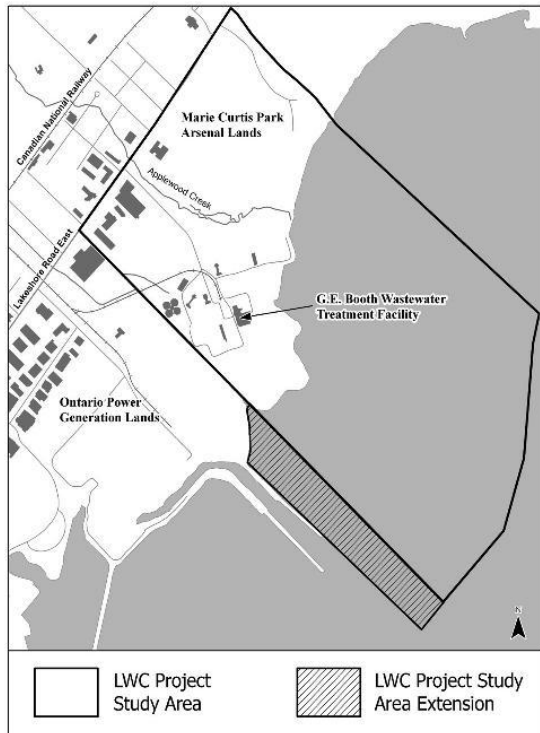 Canadian National Railway
Marie Curtis Park
Arsenal Lands
Applewood Creek
Lakeshore Road East
G.E. Booth Wastewater
Treatment Facility
Ontario Power
Generation Lands
N
LWC Project
Study Area
LWC Project Study
Area Extension